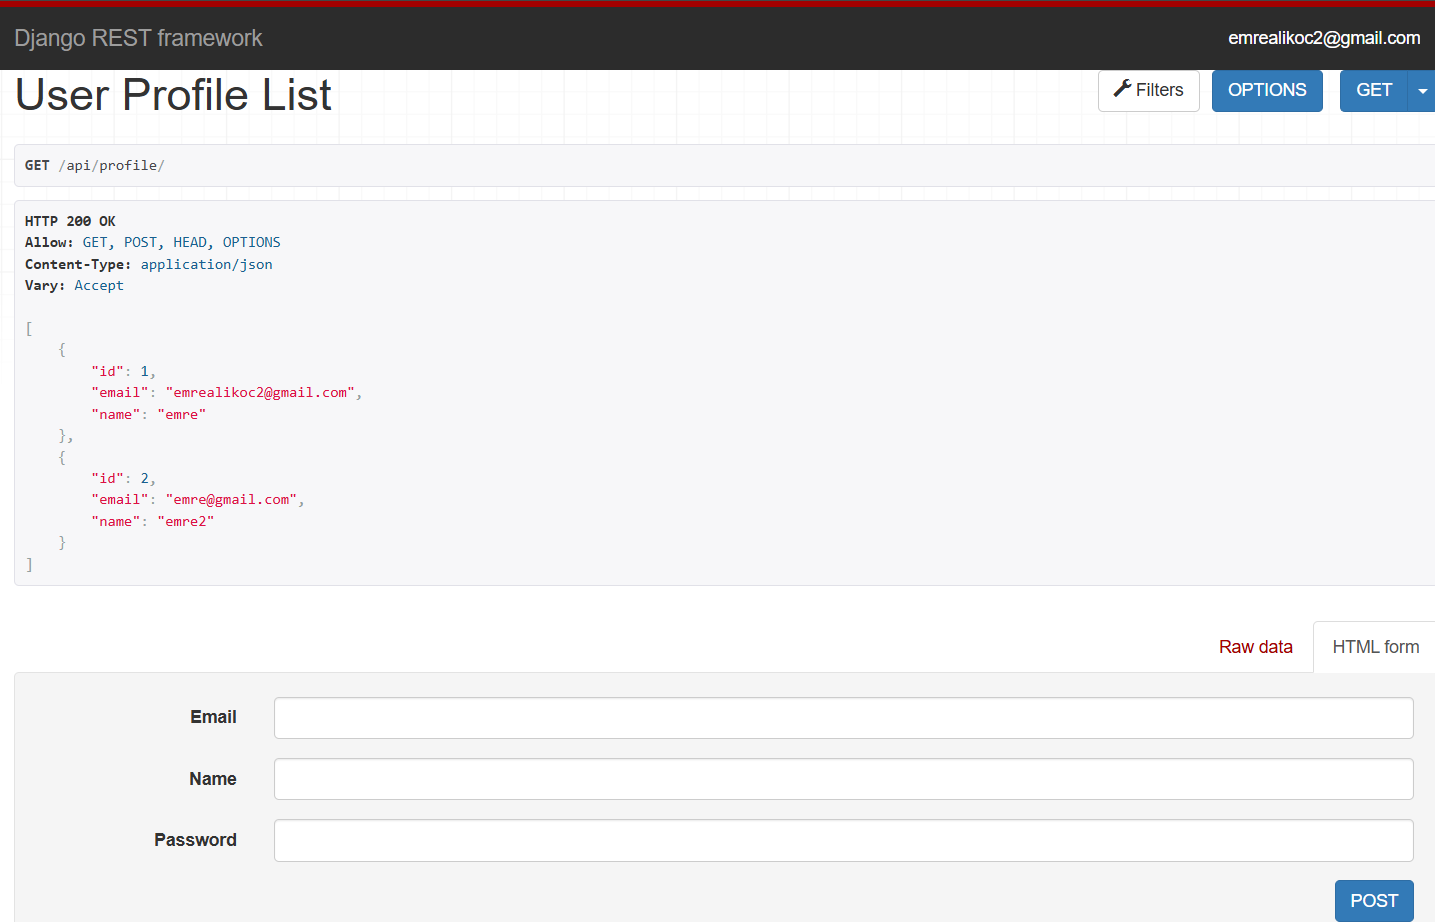 Django REST framework
emrealikoc2@gmail.com
User Profile List
Filters
OPTIONS
GET
GET /api/profile/
HTTP 200 OK
Allow: GET, POST, HEAD, OPTIONS
Content-Type: application/json
Vary: Accept
[
    {
        "id": 1,
        "email": "emrealikoc2@gmail.com",
        "name": "emre"
    },
    {
        "id": 2,
        "email": "emre@gmail.com",
        "name": "emre2"
    }
]
Raw data
HTML form
Email
Name
Password
POST